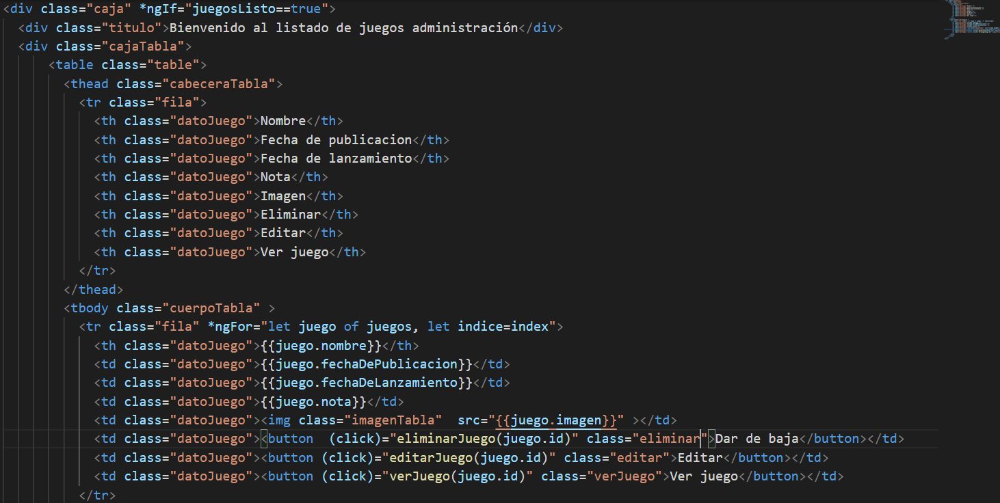 <div class="caja" *ngIf="juegosListo==true">
<div class="titulo">Bienvenido al listado de juegos administración</div>
<div class="cajaTabla">
<table class="table">
<thead class="cabeceraTabla">
<tr class="fila">
<th class="datoJuego">Nombre</th>
<th class="datoJuego">Fecha de publicacion</th>
<th class="datoJuego">Fecha de lanzamiento</th>
<th class="datoJuego">Nota</th>
<th class="datoJuego">Imagen</th>
<th class="datoJuego">Eliminar</th>
<th class="datoJuego">Editar</th>
<th class="datoJuego">Ver juego</th>
</tr>
</thead>
<tbody class="cuerpoTabla" >
<tr class="fila" *ngFor="let juego of juegos, let indice=index">
<th class="datoJuego">{{juego.nombre}}</th>
<td class="datoJuego">{{juego.fechaDePublicacion}}</td>
<td class="datoJuego">{{juego.fechaDeLanzamiento}}</td>
<td class="datoJuego">{{juego.nota}}</td>
<td class="datoJuego"><img class="imagenTabla"  src="{{juego.imagen}}" ></td>
<td class="datoJuego"><button  (click)="eliminarJuego(juego.id)" class="eliminar">Dar de baja</button></td>
<td class="datoJuego"><button (click)="editarJuego(juego.id)" class="editar">Editar</button></td>
<td class="datoJuego"><button (click)="verJuego(juego.id)" class="verJuego">Ver juego</button></td>
</tr>